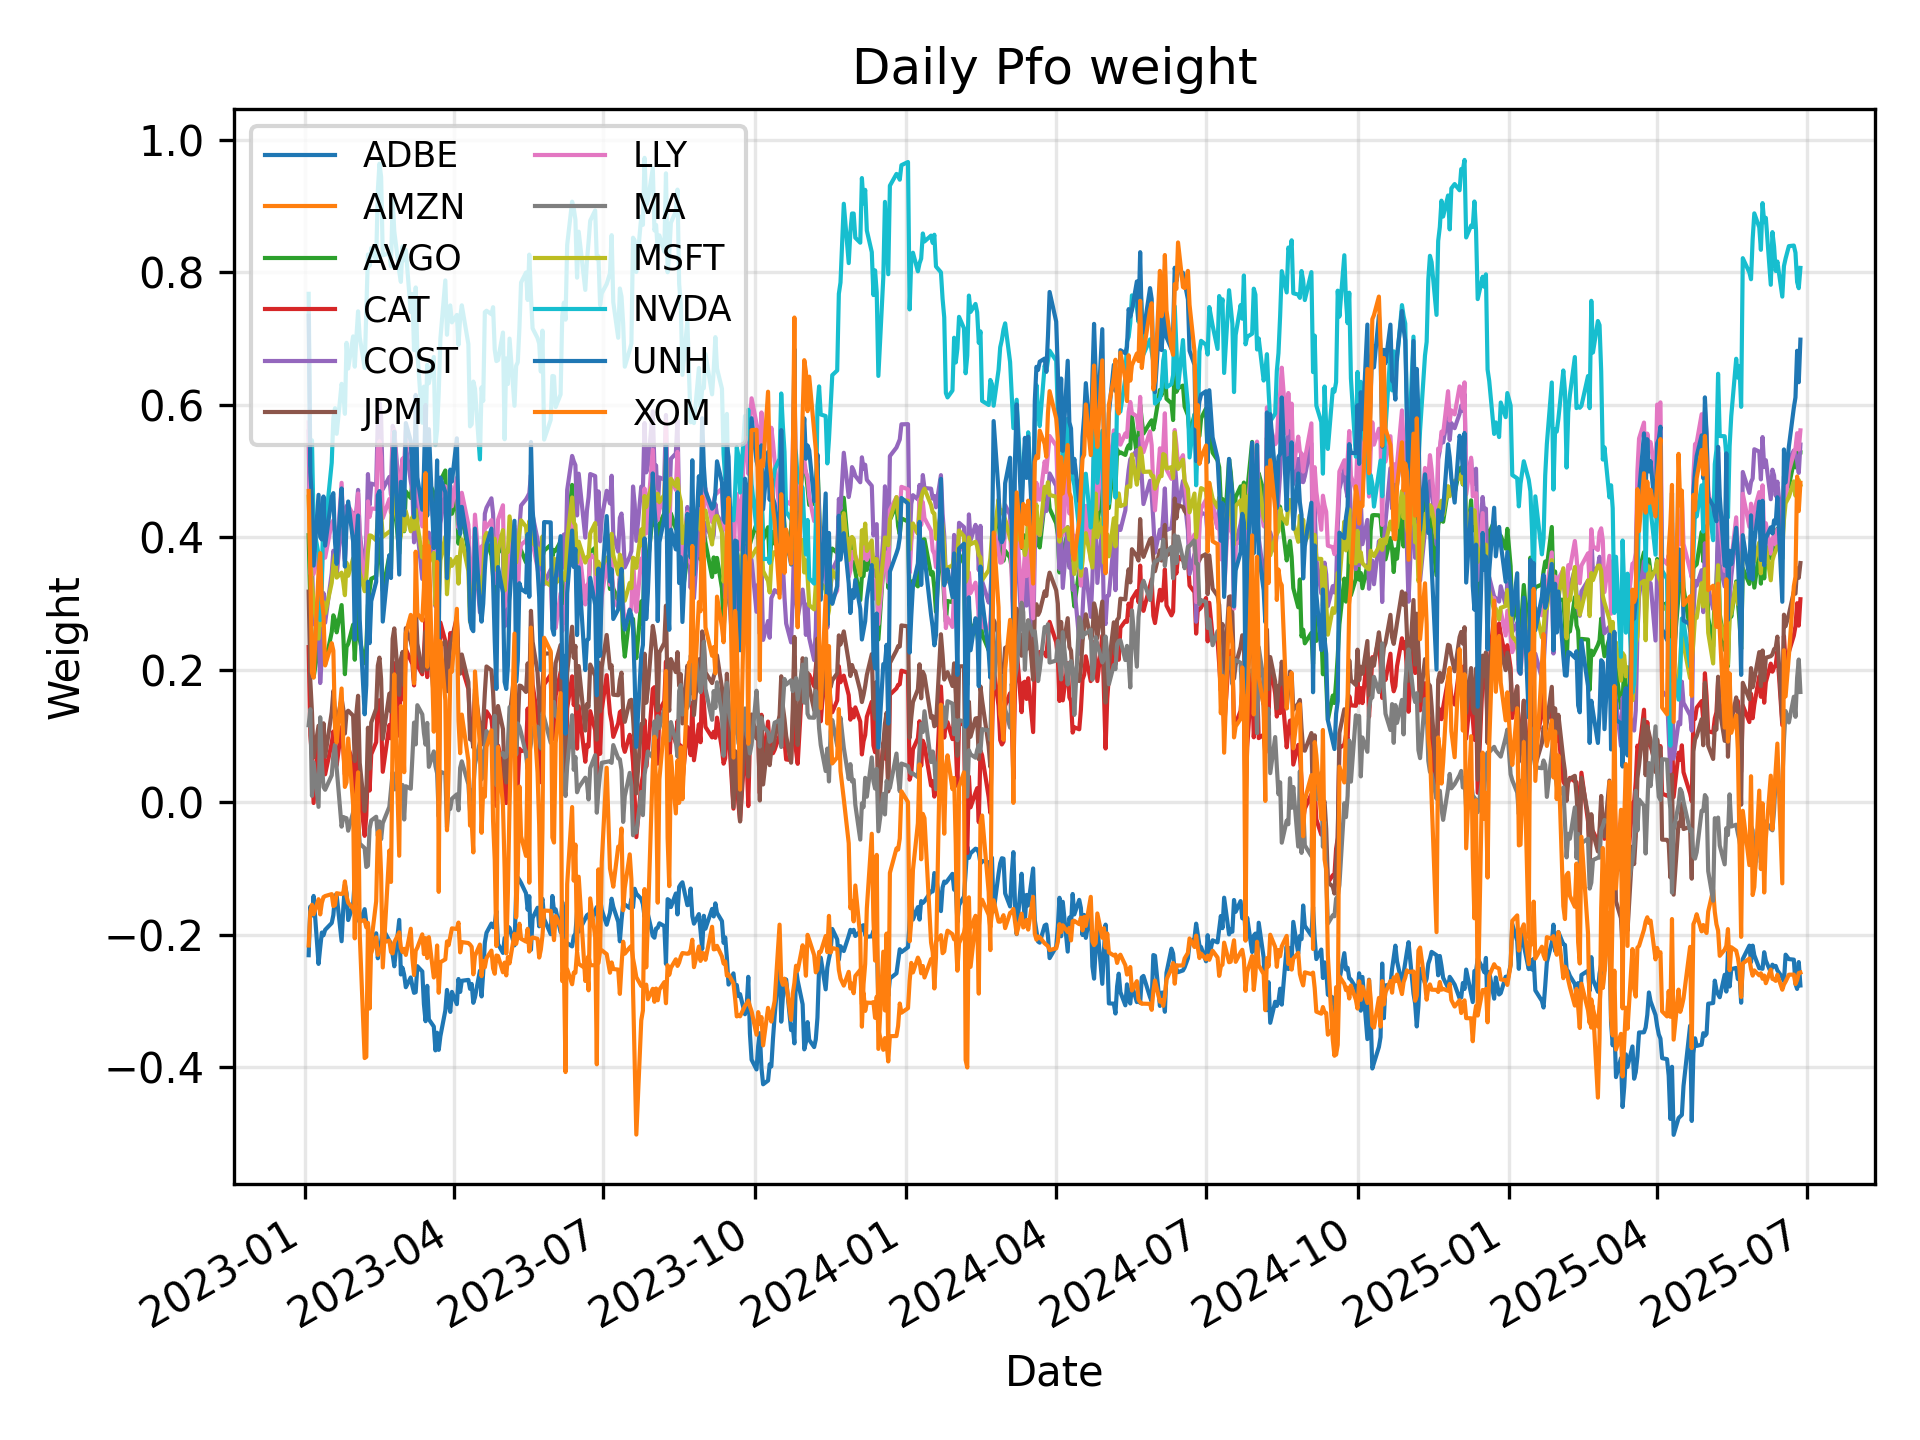 Daily Pfo weight
ADBE
AMZN
AVGO
CAT
COST
JPM
LLY
MA
MSFT
NVDA
UNH
XOM
1.0
0.8
0.6
0.4
0.2
0.0
−0.2
−0.4
Weight
2023-01
2023-04
2023-07
2023-10
2024-01
2024-04
2024-07
2024-10
2025-01
2025-04
2025-07
Date